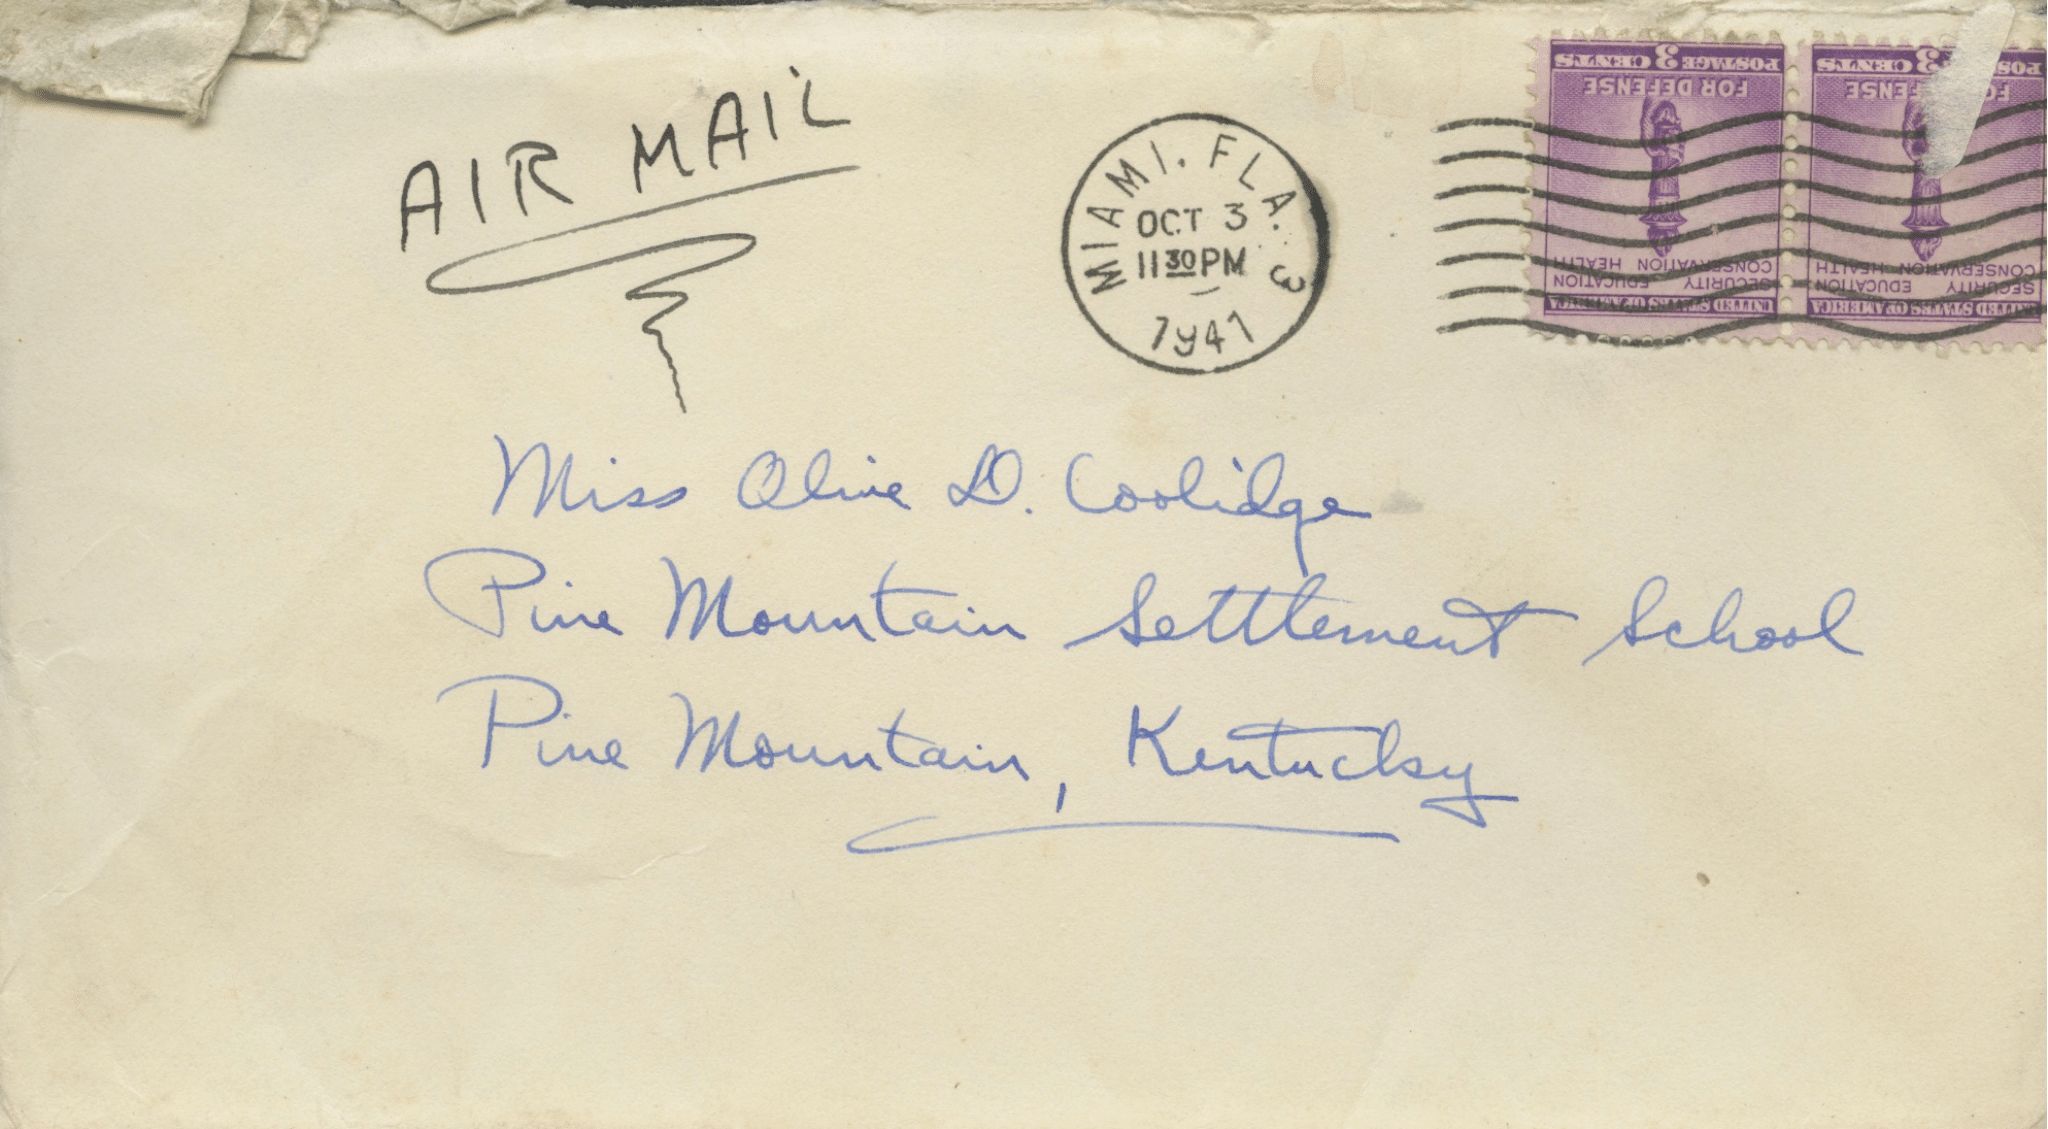 AIR MAIL
MIAMI, FLA. 3
OCT 3
11 30 PM
1941
POSTAGE 3 CENTS
FOR DEFENSE
SECURITY EDUCATION
CONSERVATION HEALTH
UNITED STATES OF AMERICA
POSTAGE 3 CENTS
FOR DEFENSE
SECURITY EDUCATION
CONSERVATION HEALTH
UNITED STATES OF AMERICA
Miss Olive D. Coolidge
Pine Mountain Settlement School
Pine Mountain, Kentucky